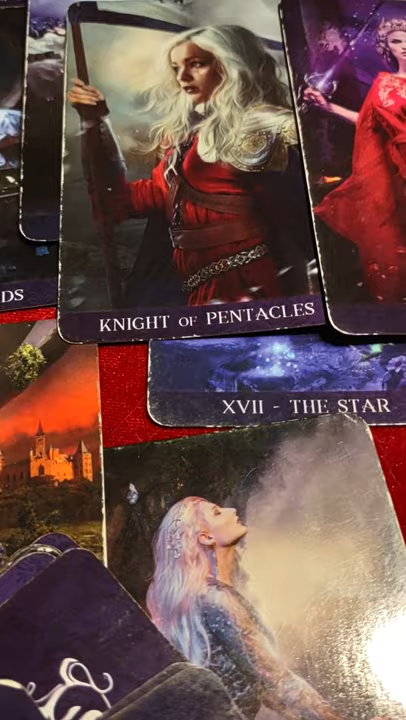 DS
KNIGHT OF PENTACLES
XVII - THE STAR